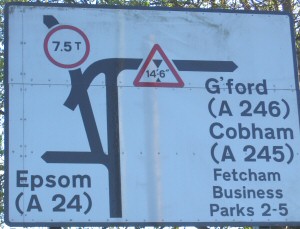 7.5 T
14'6"
G'ford
(A 246)
Cobham
(A 245)
Fetcham
Business
Parks 2-5
Epsom
(A 24)